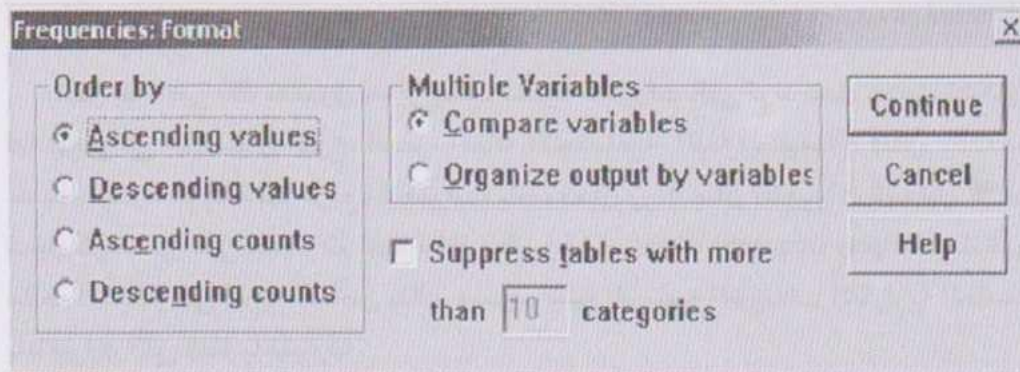 Frequencies: Format
Order by
Ascending values
Descending values
Ascending counts
Descending counts
Multiple Variables
Compare variables
Organize output by variables
Suppress tables with more
than 10 categories
Continue
Cancel
Help